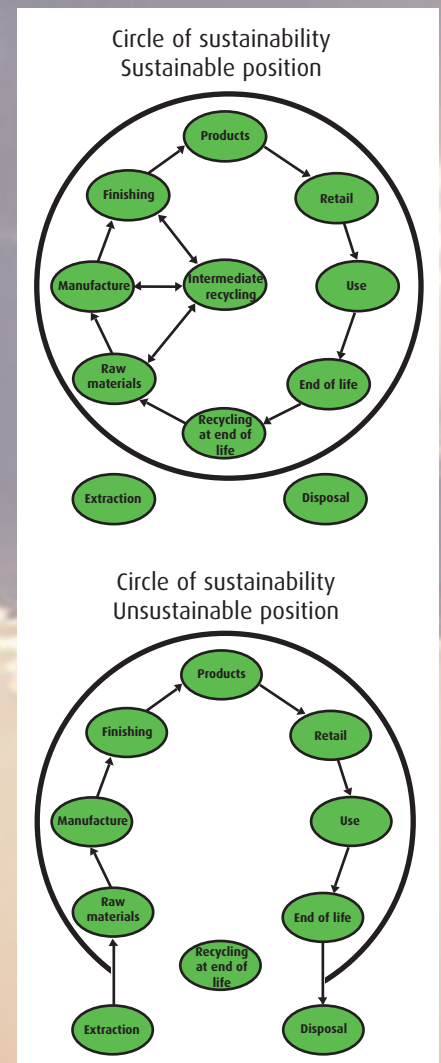 Circle of sustainability
Sustainable position
Products
Finishing
Retail
Manufacture
Intermediate
recycling
Use
Raw
materials
End of life
Recycling
at end of
life
Extraction
Disposal
Circle of sustainability
Unsustainable position
Products
Finishing
Retail
Manufacture
Use
Raw
materials
End of life
Recycling
at end of
life
Extraction
Disposal